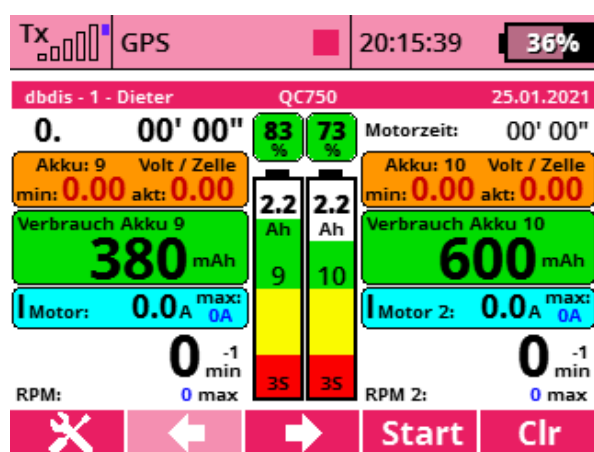 Tx GPS 20:15:39 36%
dbdis - 1 - Dieter QC750 25.01.2021
0. 00' 00" 83 % 73 % Motorzeit: 00' 00"
Akku: 9 Volt / Zelle Akku: 10 Volt / Zelle
min: 0.00 akt: 0.00 min: 0.00 akt: 0.00
2.2 Ah 2.2 Ah
Verbrauch Akku 9 Verbrauch Akku 10
380 mAh 9 10 600 mAh
I Motor: 0.0 A max: 0A I Motor 2: 0.0 A max: 0A
0 -1 min 0 -1 min
3S 3S
RPM: 0 max RPM 2: 0 max
Start Clr